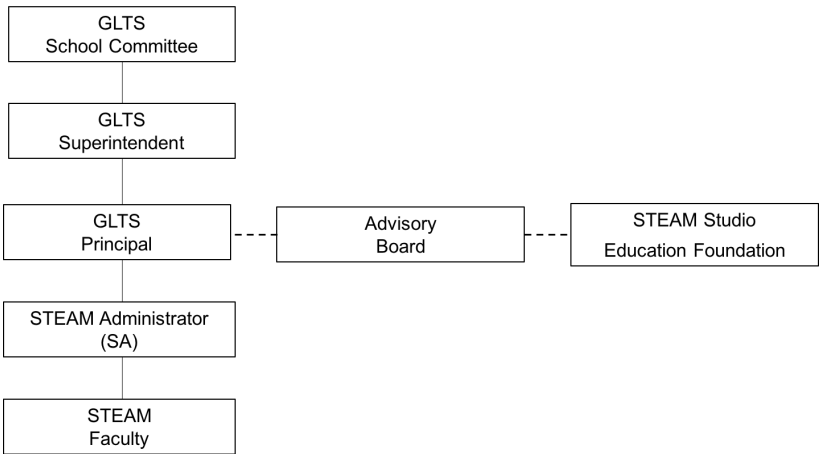 GLTS
School Committee
GLTS
Superintendent
GLTS
Principal
Advisory
Board
STEAM Studio
Education Foundation
STEAM Administrator
(SA)
STEAM
Faculty